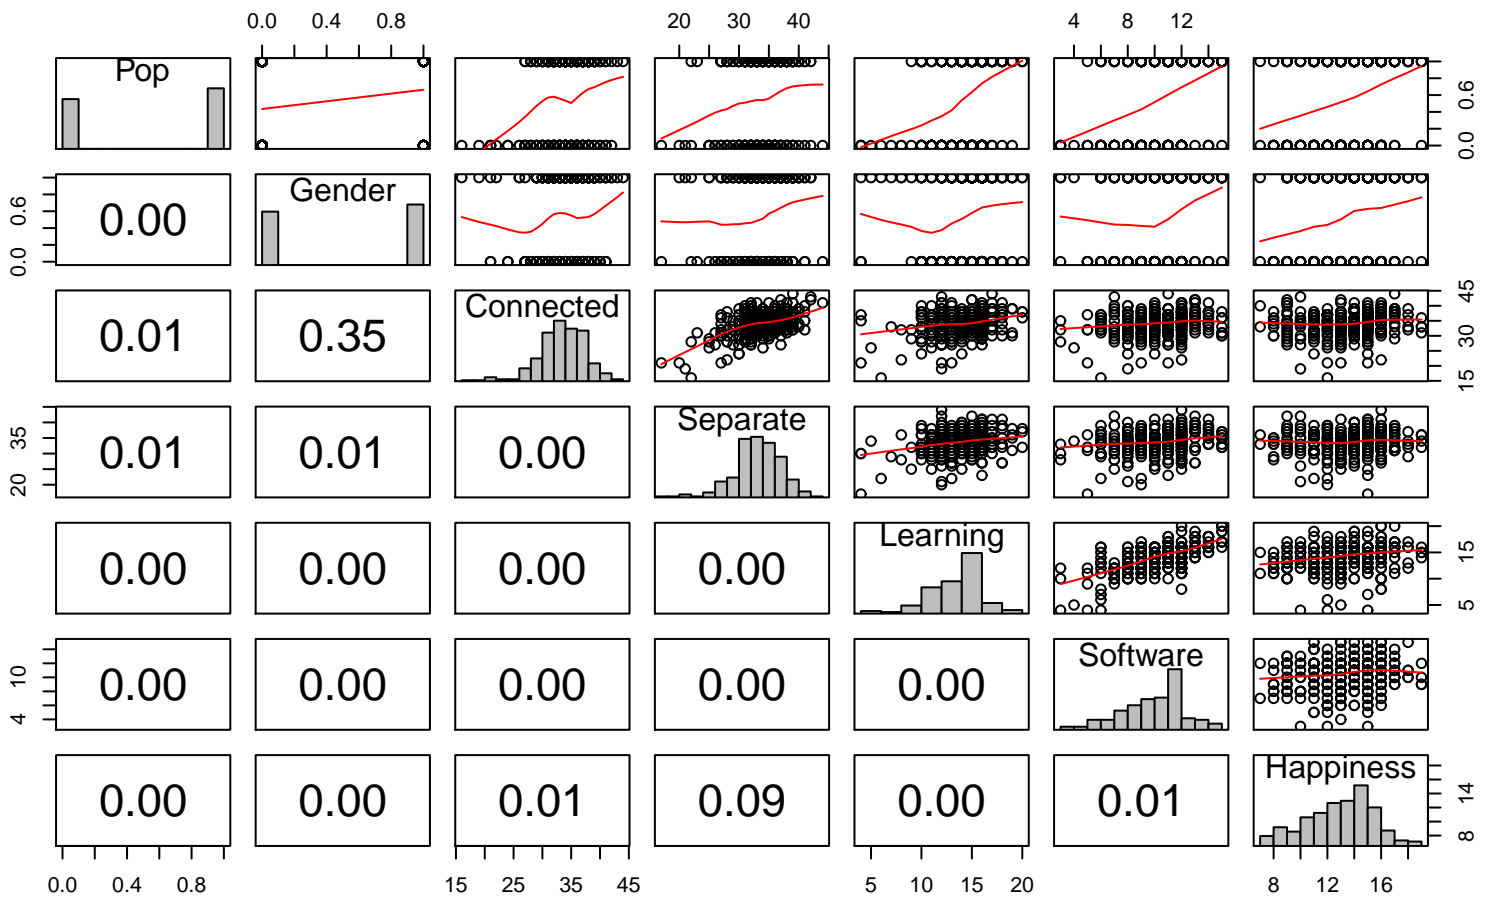 0.0 0.4 0.8 20 30 40 4 8 12
Pop 0.0 0.6
0.0 0.6 0.00 Gender
0.01 0.35 Connected 15 30 45
20 35 0.01 0.01 0.00 Separate
0.00 0.00 0.00 0.00 Learning 5 15
4 10 0.00 0.00 0.00 0.00 0.00 Software
0.00 0.00 0.01 0.09 0.00 0.01 Happiness 8 14
0.0 0.4 0.8 15 25 35 45 5 10 15 20 8 12 16